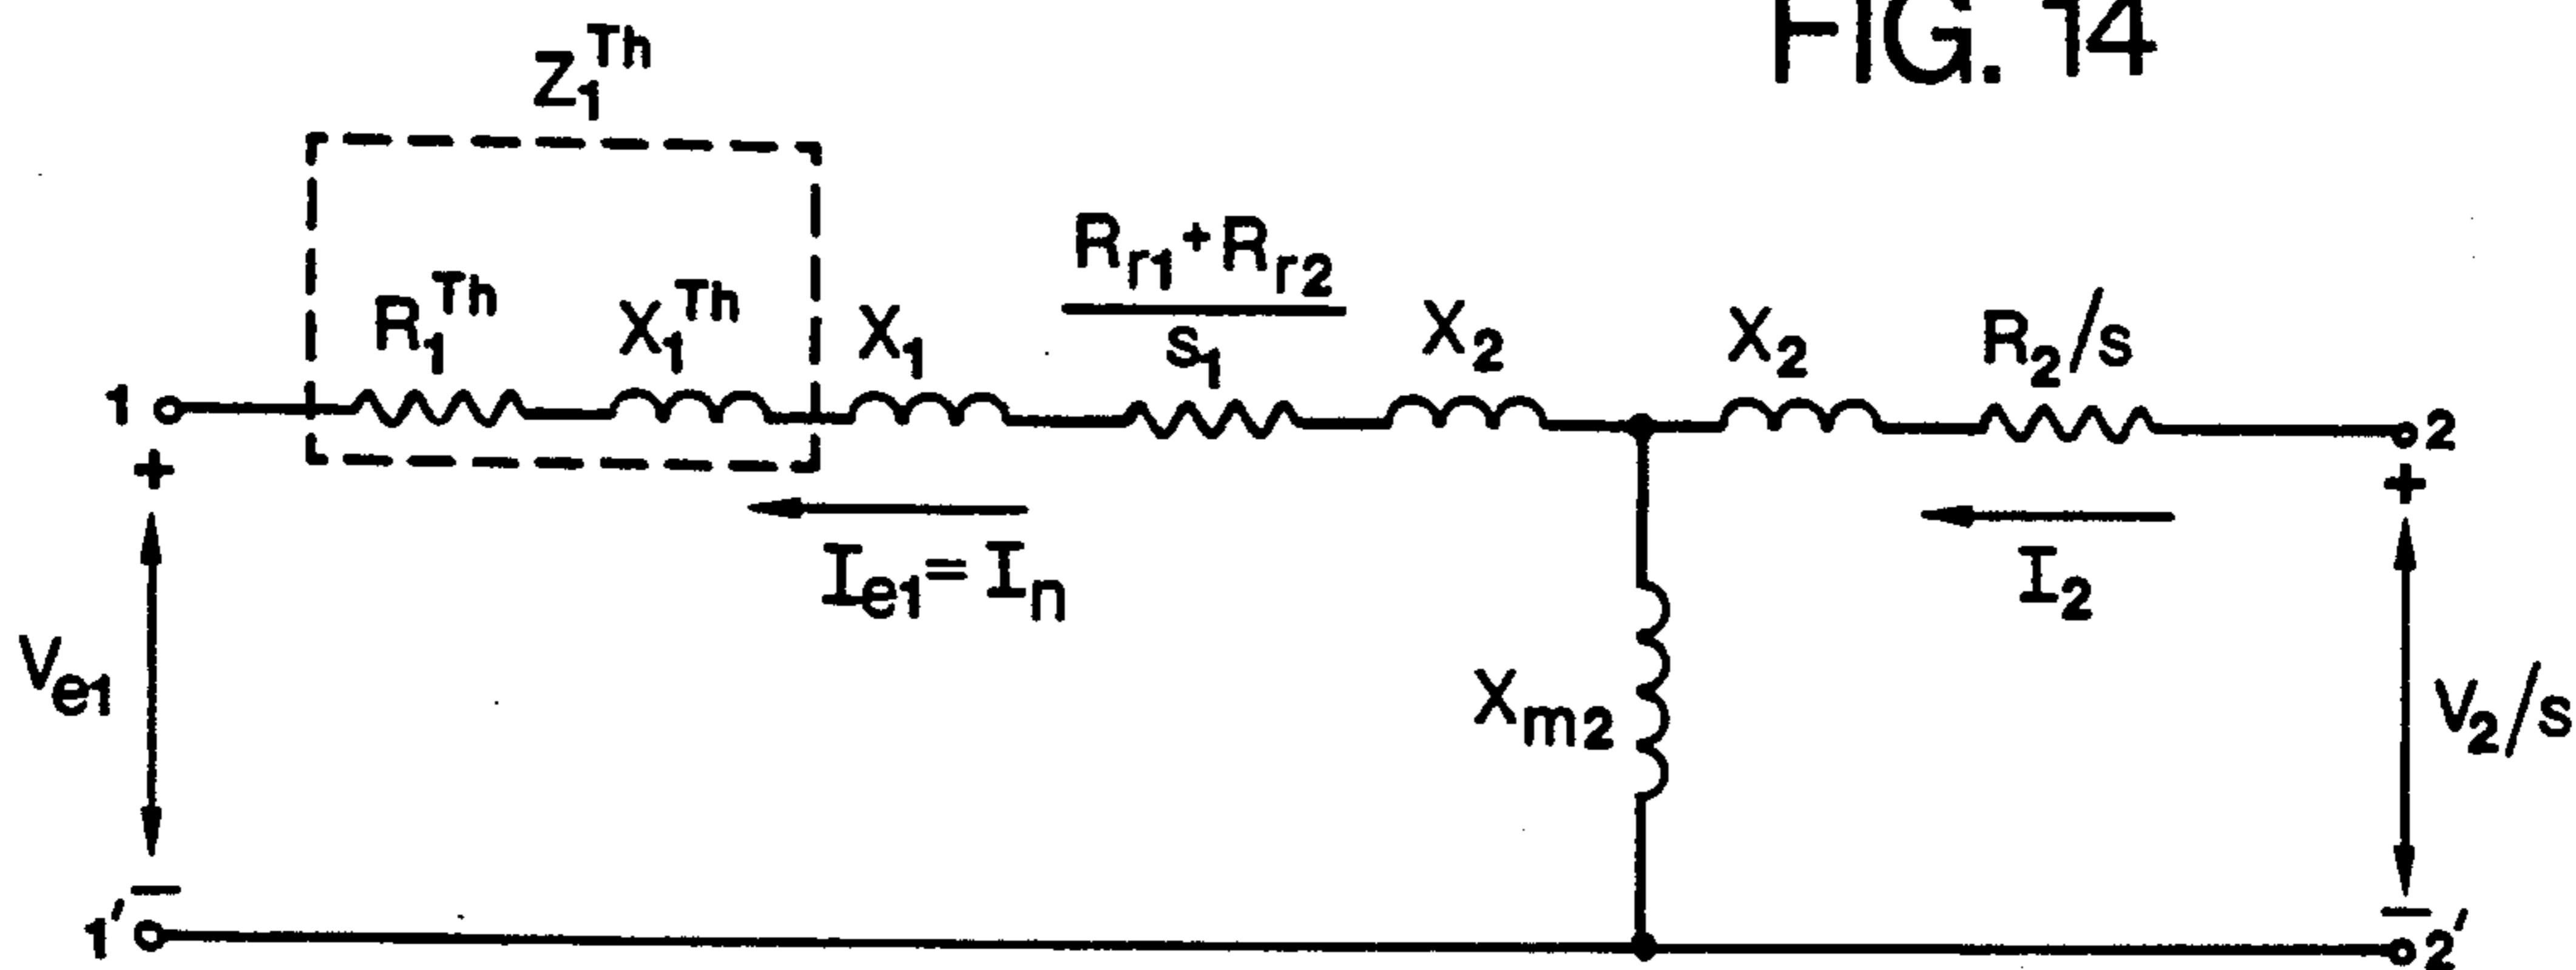 FIG. 14
Z₁ᵀʰ
R₁ᵀʰ
X₁ᵀʰ
X₁
Rr1 + Rr2
s₁
X₂
X₂
R₂/s
1
2
+
+
Ie1 = In
I₂
Ve1
Xm2
V₂/s
−
−
1'
2'